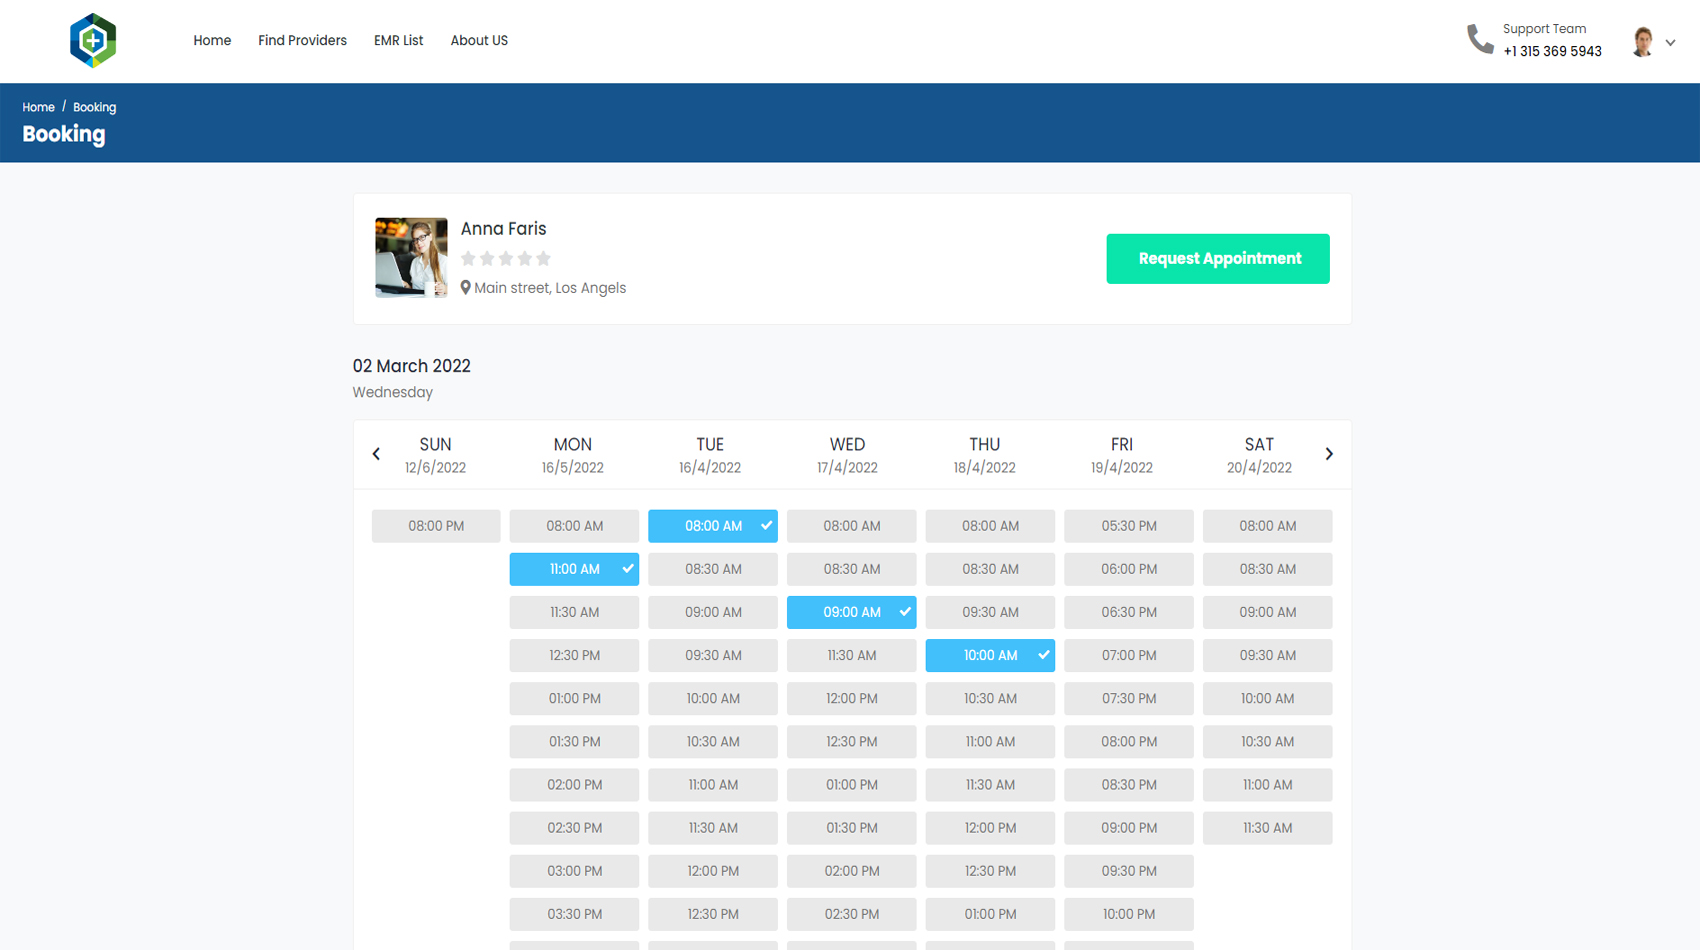 Home Find Providers EMR List About US
Support Team
+1 315 369 5943
Home / Booking
Booking
Anna Faris
Main street, Los Angels
Request Appointment
02 March 2022
Wednesday
SUN MON TUE WED THU FRI SAT
12/6/2022 16/5/2022 16/4/2022 17/4/2022 18/4/2022 19/4/2022 20/4/2022
08:00 PM 08:00 AM 08:00 AM 08:00 AM 08:00 AM 05:30 PM 08:00 AM
11:00 AM 08:30 AM 08:30 AM 08:30 AM 06:00 PM 08:30 AM
11:30 AM 09:00 AM 09:00 AM 09:30 AM 06:30 PM 09:00 AM
12:30 PM 09:30 AM 11:30 AM 10:00 AM 07:00 PM 09:30 AM
01:00 PM 10:00 AM 12:00 PM 10:30 AM 07:30 PM 10:00 AM
01:30 PM 10:30 AM 12:30 PM 11:00 AM 08:00 PM 10:30 AM
02:00 PM 11:00 AM 01:00 PM 11:30 AM 08:30 PM 11:00 AM
02:30 PM 11:30 AM 01:30 PM 12:00 PM 09:00 PM 11:30 AM
03:00 PM 12:00 PM 02:00 PM 12:30 PM 09:30 PM
03:30 PM 12:30 PM 02:30 PM 01:00 PM 10:00 PM